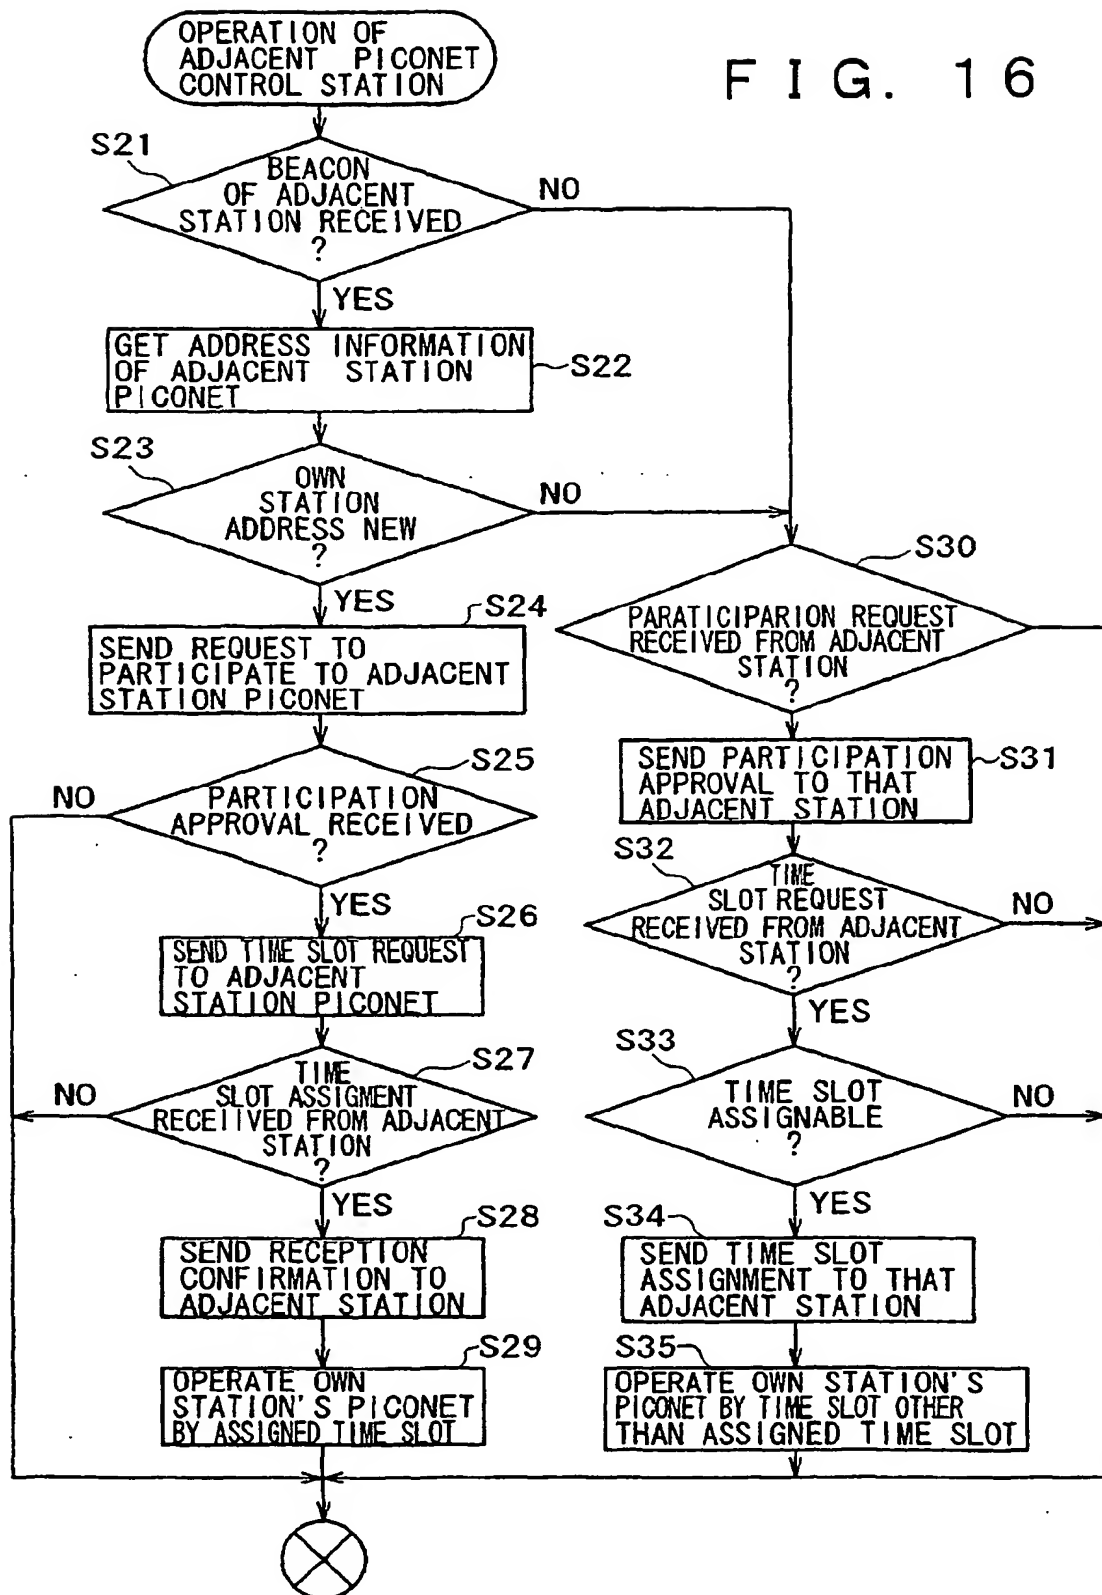 OPERATION OF
ADJACENT PICONET
CONTROL STATION
FIG. 16
S21
BEACON
OF ADJACENT
STATION RECEIVED
?
NO
YES
GET ADDRESS INFORMATION
OF ADJACENT STATION
PICONET
S22
S23
OWN
STATION
ADDRESS NEW
?
NO
YES
S24
SEND REQUEST TO
PARTICIPATE TO ADJACENT
STATION PICONET
S25
NO
PARTICIPATION
APPROVAL RECEIVED
?
YES
S26
SEND TIME SLOT REQUEST
TO ADJACENT
STATION PICONET
S27
NO
TIME
SLOT ASSIGMENT
RECEIIVED FROM ADJACENT
STATION
?
YES
S28
SEND RECEPTION
CONFIRMATION TO
ADJACENT STATION
S29
OPERATE OWN
STATION'S PICONET
BY ASSIGNED TIME SLOT
S30
PARATICIPARION REQUEST
RECEIVED FROM ADJACENT
STATION
?
SEND PARTICIPATION
APPROVAL TO THAT
ADJACENT STATION
S31
S32
TIME
SLOT REQUEST
RECEIVED FROM ADJACENT
STATION
?
NO
YES
S33
TIME SLOT
ASSIGNABLE
?
NO
YES
S34
SEND TIME SLOT
ASSIGNMENT TO THAT
ADJACENT STATION
S35
OPERATE OWN STATION'S
PICONET BY TIME SLOT OTHER
THAN ASSIGNED TIME SLOT